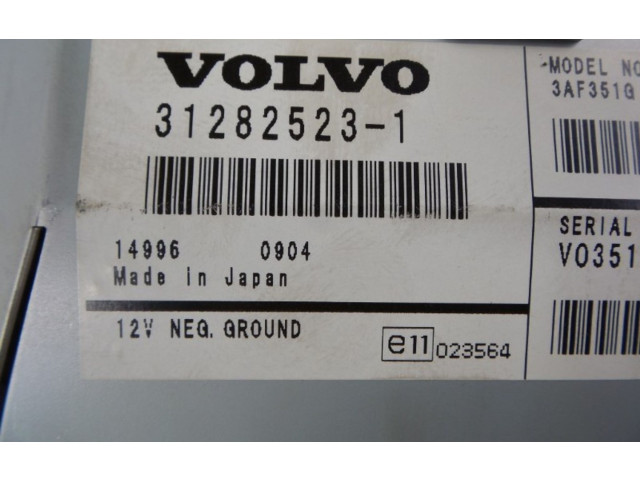 VOLVO
31282523-1
14996 0904
Made in Japan
12V NEG. GROUND
e11 023564
MODEL NO
3AF351G
SERIAL
VO351